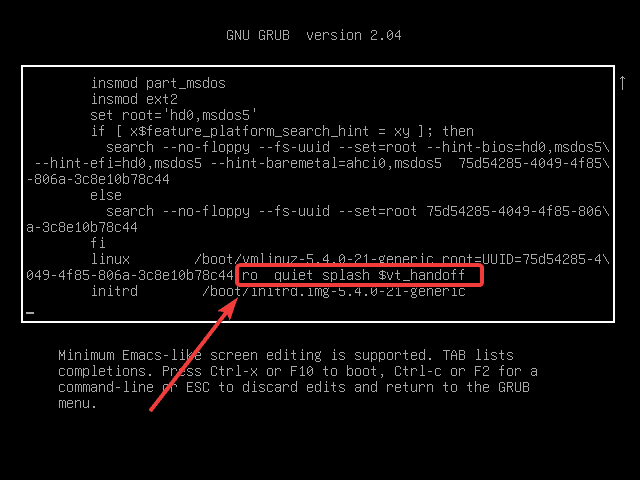 GNU GRUB  version 2.04
insmod part_msdos
insmod ext2
set root='hd0,msdos5'
if [ x$feature_platform_search_hint = xy ]; then
search --no-floppy --fs-uuid --set=root --hint-bios=hd0,msdos5\
--hint-efi=hd0,msdos5 --hint-baremetal=ahci0,msdos5  75d54285-4049-4f85\
-806a-3c8e10b78c44
else
search --no-floppy --fs-uuid --set=root 75d54285-4049-4f85-806\
a-3c8e10b78c44
fi
linux        /boot/vmlinuz-5.4.0-21-generic root=UUID=75d54285-4\
049-4f85-806a-3c8e10b78c44 ro  quiet splash $vt_handoff
initrd        /boot/initrd.img-5.4.0-21-generic
Minimum Emacs-like screen editing is supported. TAB lists
completions. Press Ctrl-x or F10 to boot, Ctrl-c or F2 for a
command-line or ESC to discard edits and return to the GRUB
menu.